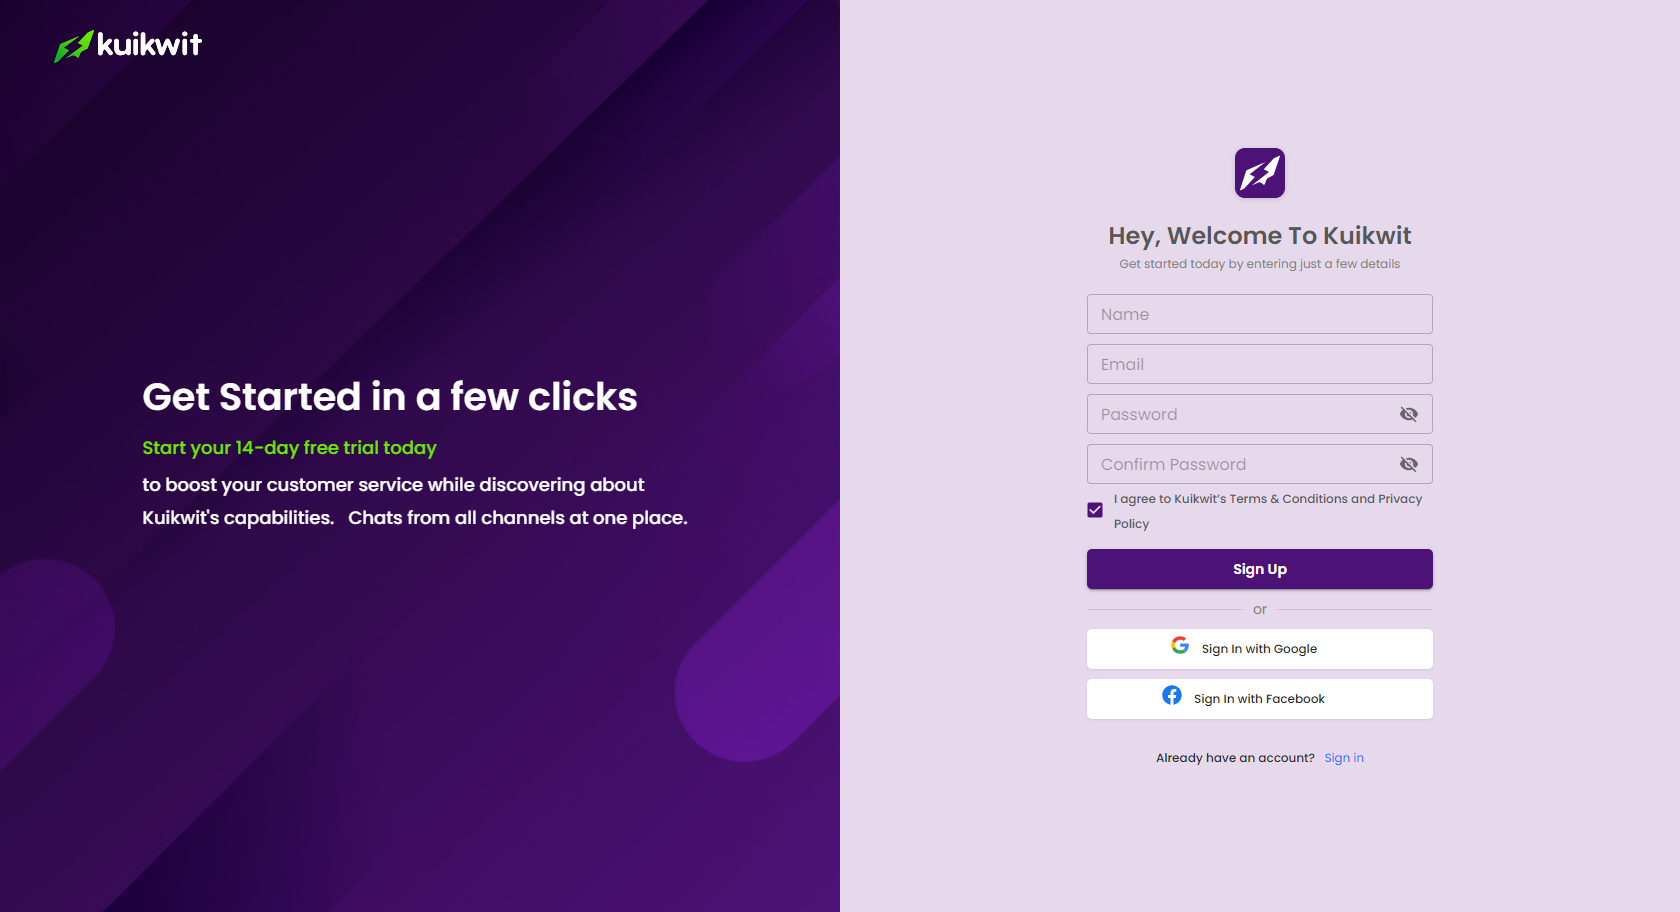 kuikwit
Get Started in a few clicks
Start your 14-day free trial today
to boost your customer service while discovering about
Kuikwit's capabilities. Chats from all channels at one place.
Hey, Welcome To Kuikwit
Get started today by entering just a few details
Name
Email
Password
Confirm Password
I agree to Kuikwit's Terms & Conditions and Privacy
Policy
Sign Up
or
Sign In with Google
Sign In with Facebook
Already have an account? Sign in